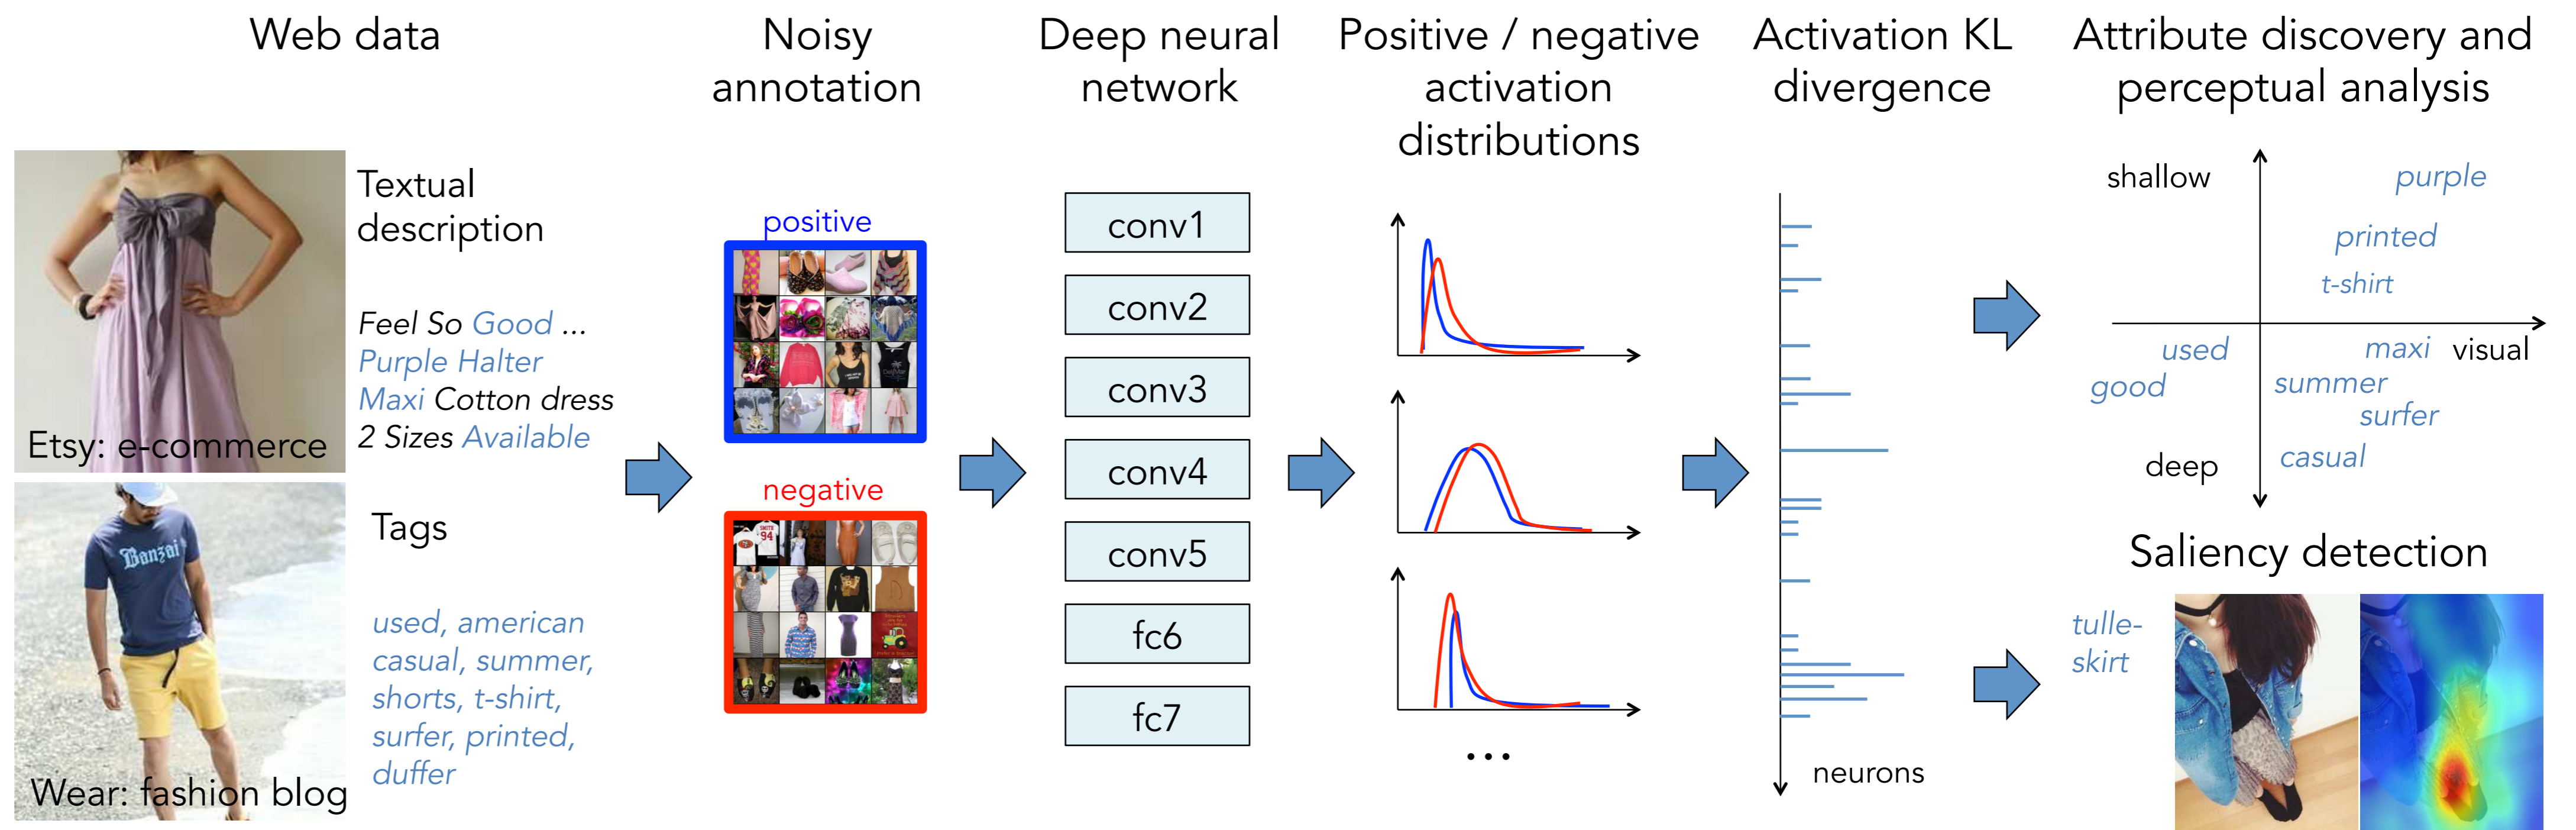 Web data
Noisy
annotation
Deep neural
network
Positive / negative
activation
distributions
Activation KL
divergence
Attribute discovery and
perceptual analysis
Etsy: e-commerce
Textual
description
Feel So Good ...
Purple Halter
Maxi Cotton dress
2 Sizes Available
Banzai
Wear: fashion blog
Tags
used, american
casual, summer,
shorts, t-shirt,
surfer, printed,
duffer
positive
negative
SMITH
94
conv1
conv2
conv3
conv4
conv5
fc6
fc7
...
neurons
shallow
purple
printed
t-shirt
used
maxi
visual
good
summer
surfer
deep
casual
Saliency detection
tulle-
skirt